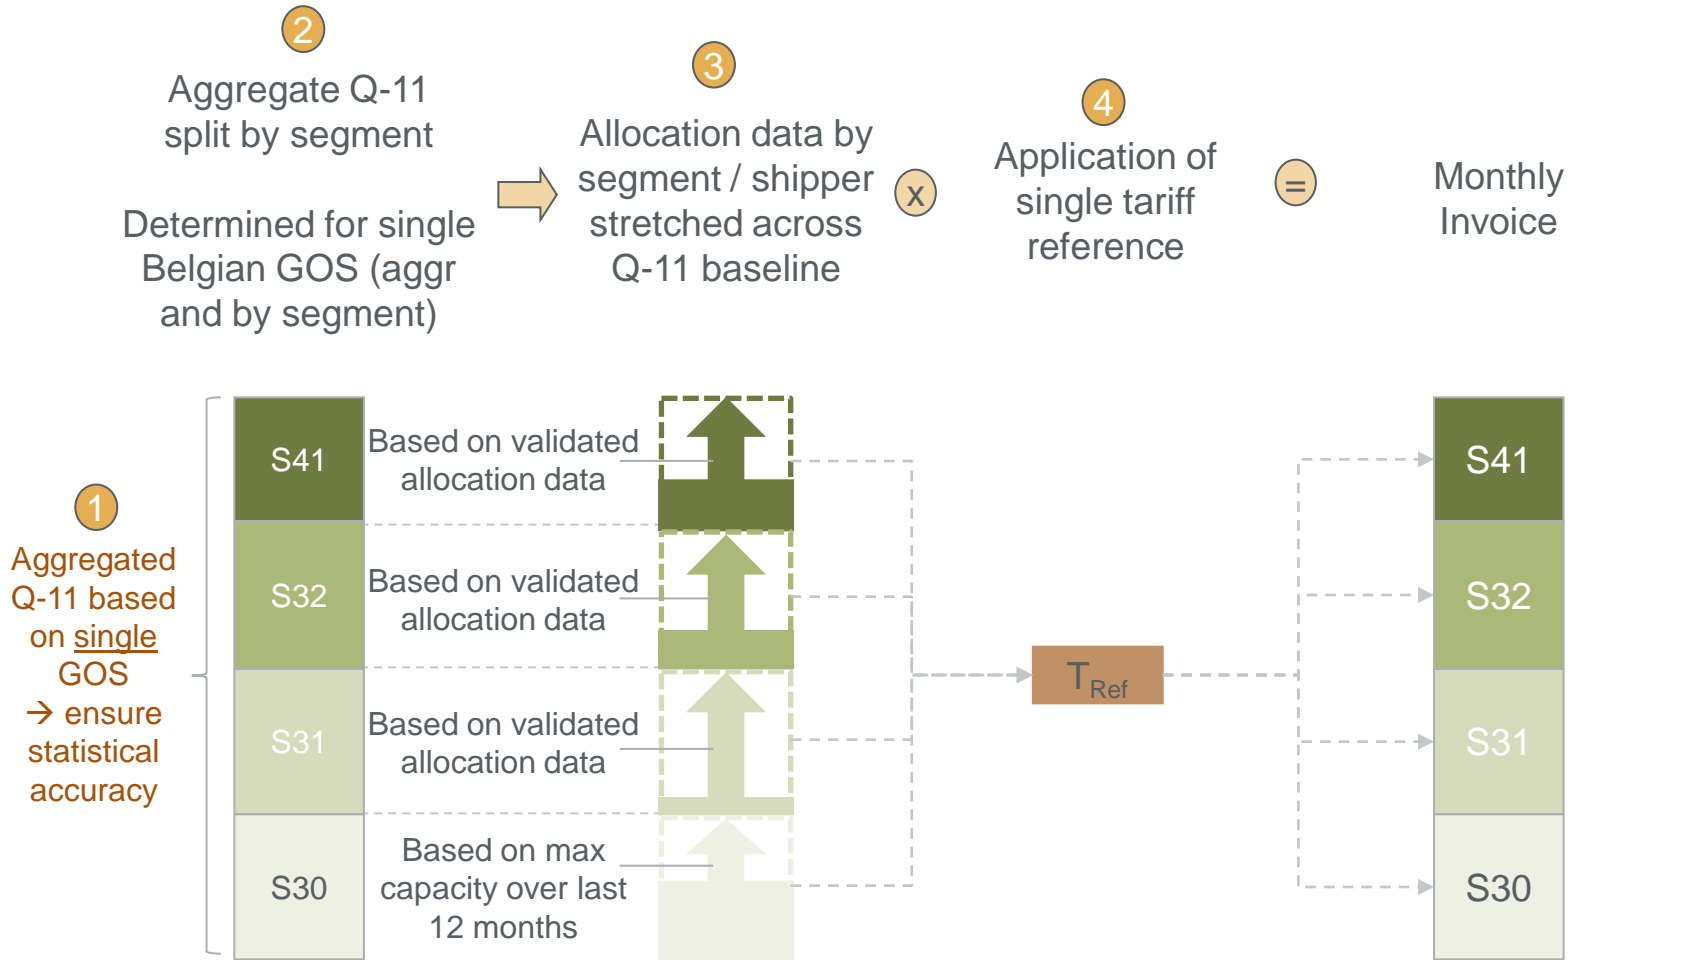 2
Aggregate Q-11
split by segment
Determined for single
Belgian GOS (aggr
and by segment)
3
Allocation data by
segment / shipper
stretched across
Q-11 baseline
x
4
Application of
single tariff
reference
=
Monthly
Invoice
1
Aggregated
Q-11 based
on single
GOS
→ ensure
statistical
accuracy
S41
Based on validated
allocation data
S32
Based on validated
allocation data
S31
Based on validated
allocation data
S30
Based on max
capacity over last
12 months
TRef
S41
S32
S31
S30